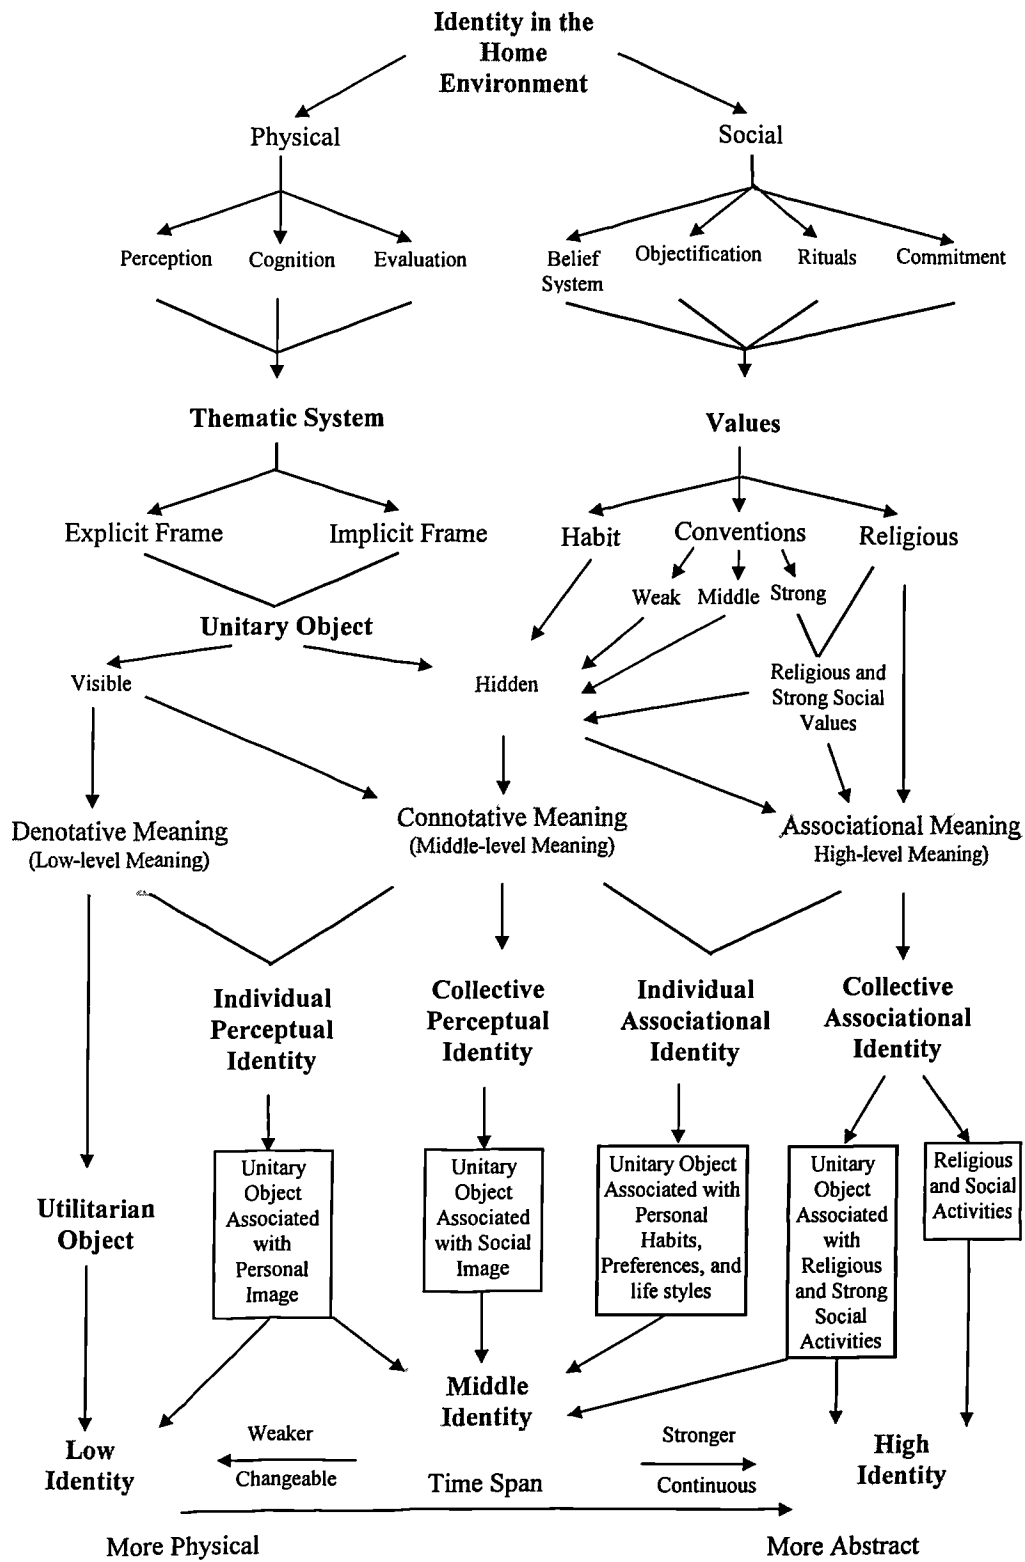 Identity in the
Home
Environment
Physical
Social
Perception
Cognition
Evaluation
Belief
System
Objectification
Rituals
Commitment
Thematic System
Values
Explicit Frame
Implicit Frame
Habit
Conventions
Religious
Weak
Middle
Strong
Unitary Object
Visible
Hidden
Religious and
Strong Social
Values
Denotative Meaning
(Low-level Meaning)
Connotative Meaning
(Middle-level Meaning)
Associational Meaning
High-level Meaning)
Individual
Perceptual
Identity
Collective
Perceptual
Identity
Individual
Associational
Identity
Collective
Associational
Identity
Utilitarian
Object
Unitary
Object
Associated
with
Personal
Image
Unitary
Object
Associated
with Social
Image
Unitary Object
Associated with
Personal
Habits,
Preferences, and
life styles
Unitary
Object
Associated
with
Religious
and Strong
Social
Activities
Religious
and Social
Activities
Middle
Identity
Low
Identity
Weaker
Changeable
Time Span
Stronger
Continuous
High
Identity
More Physical
More Abstract